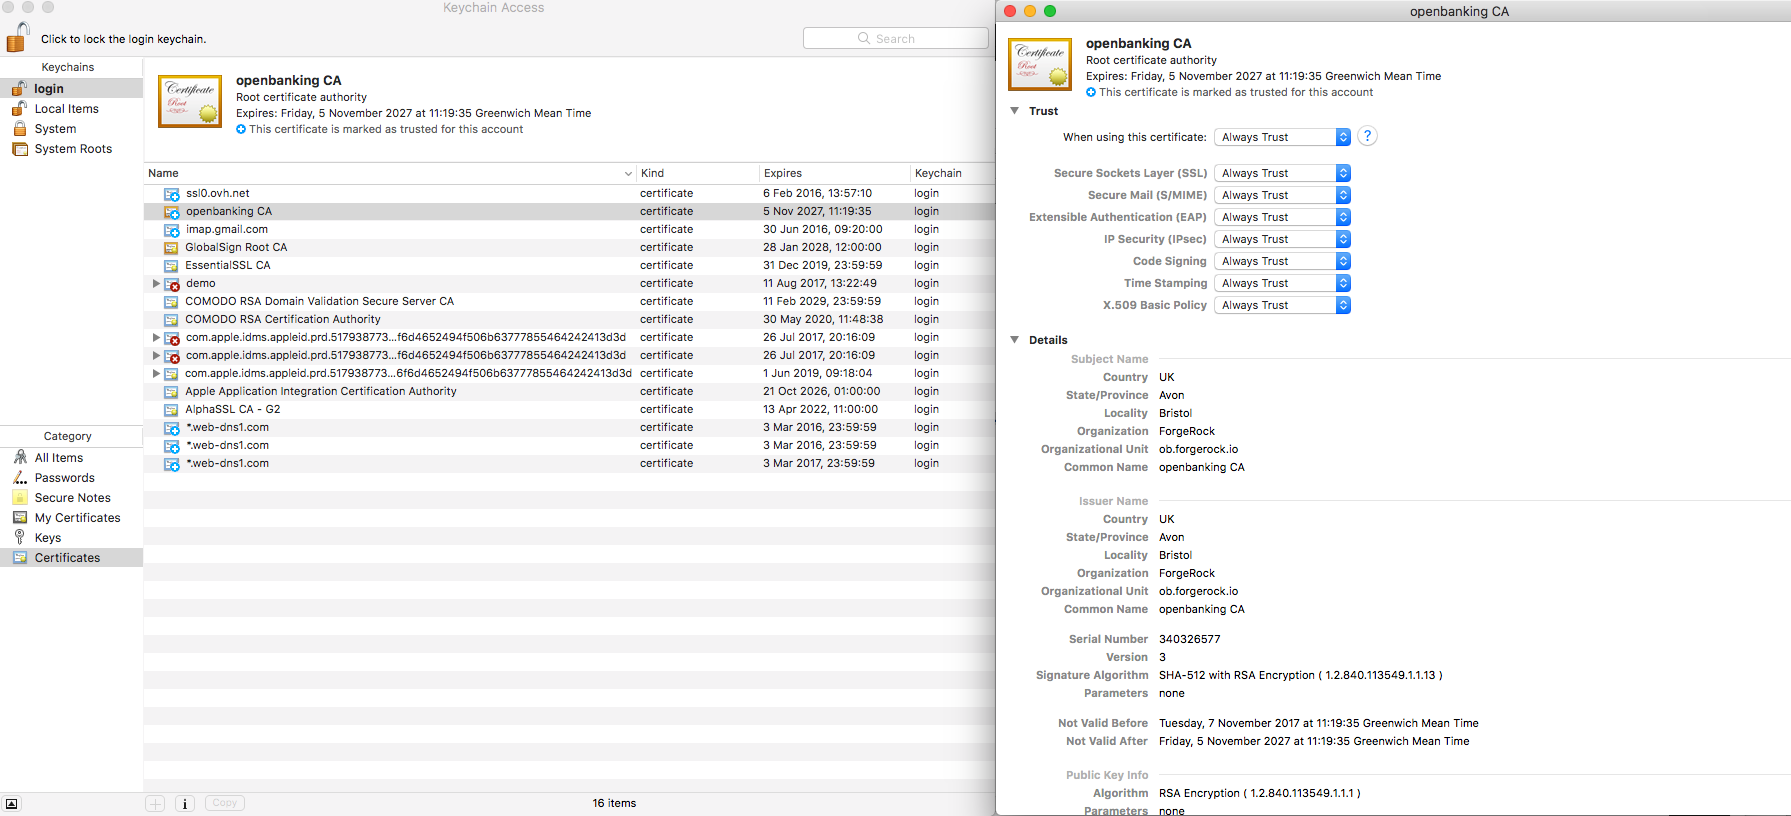 Keychain Access
Click to lock the login keychain.
Search
Keychains
login
Local Items
System
System Roots
Certificate
Root
openbanking CA
Root certificate authority
Expires: Friday, 5 November 2027 at 11:19:35 Greenwich Mean Time
This certificate is marked as trusted for this account
Name Kind Expires Keychain
ssl0.ovh.net certificate 6 Feb 2016, 13:57:10 login
openbanking CA certificate 5 Nov 2027, 11:19:35 login
imap.gmail.com certificate 30 Jun 2016, 09:20:00 login
GlobalSign Root CA certificate 28 Jan 2028, 12:00:00 login
EssentialSSL CA certificate 31 Dec 2019, 23:59:59 login
demo certificate 11 Aug 2017, 13:22:49 login
COMODO RSA Domain Validation Secure Server CA certificate 11 Feb 2029, 23:59:59 login
COMODO RSA Certification Authority certificate 30 May 2020, 11:48:38 login
com.apple.idms.appleid.prd.517938773...f6d4652494f506b63777855464242413d3d certificate 26 Jul 2017, 20:16:09 login
com.apple.idms.appleid.prd.517938773...f6d4652494f506b63777855464242413d3d certificate 26 Jul 2017, 20:16:09 login
com.apple.idms.appleid.prd.517938773...6f6d4652494f506b63777855464242413d3d certificate 1 Jun 2019, 09:18:04 login
Apple Application Integration Certification Authority certificate 21 Oct 2026, 01:00:00 login
AlphaSSL CA - G2 certificate 13 Apr 2022, 11:00:00 login
*.web-dns1.com certificate 3 Mar 2016, 23:59:59 login
*.web-dns1.com certificate 3 Mar 2016, 23:59:59 login
*.web-dns1.com certificate 3 Mar 2017, 23:59:59 login
Category
All Items
Passwords
Secure Notes
My Certificates
Keys
Certificates
Copy
16 items
openbanking CA
Certificate
Root
openbanking CA
Root certificate authority
Expires: Friday, 5 November 2027 at 11:19:35 Greenwich Mean Time
This certificate is marked as trusted for this account
Trust
When using this certificate: Always Trust ?
Secure Sockets Layer (SSL) Always Trust
Secure Mail (S/MIME) Always Trust
Extensible Authentication (EAP) Always Trust
IP Security (IPsec) Always Trust
Code Signing Always Trust
Time Stamping Always Trust
X.509 Basic Policy Always Trust
Details
Subject Name
Country UK
State/Province Avon
Locality Bristol
Organization ForgeRock
Organizational Unit ob.forgerock.io
Common Name openbanking CA
Issuer Name
Country UK
State/Province Avon
Locality Bristol
Organization ForgeRock
Organizational Unit ob.forgerock.io
Common Name openbanking CA
Serial Number 340326577
Version 3
Signature Algorithm SHA-512 with RSA Encryption ( 1.2.840.113549.1.1.13 )
Parameters none
Not Valid Before Tuesday, 7 November 2017 at 11:19:35 Greenwich Mean Time
Not Valid After Friday, 5 November 2027 at 11:19:35 Greenwich Mean Time
Public Key Info
Algorithm RSA Encryption ( 1.2.840.113549.1.1.1 )
Parameters none